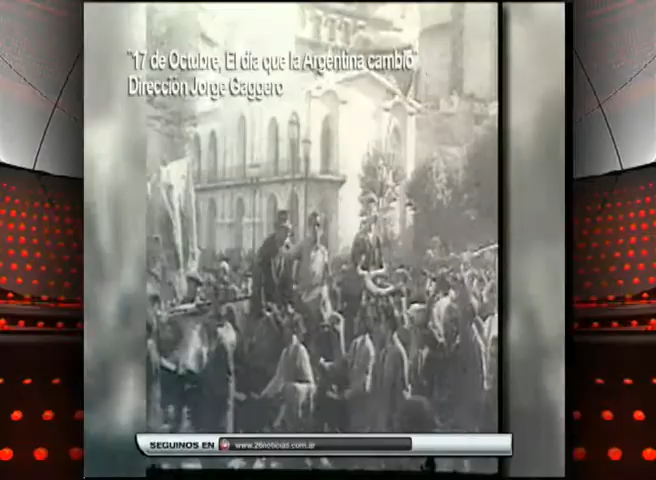 "17 de Octubre, El día que la Argentina cambió"
Dirección Jorge Gaggero
SEGUINOS EN www.26noticias.com.ar